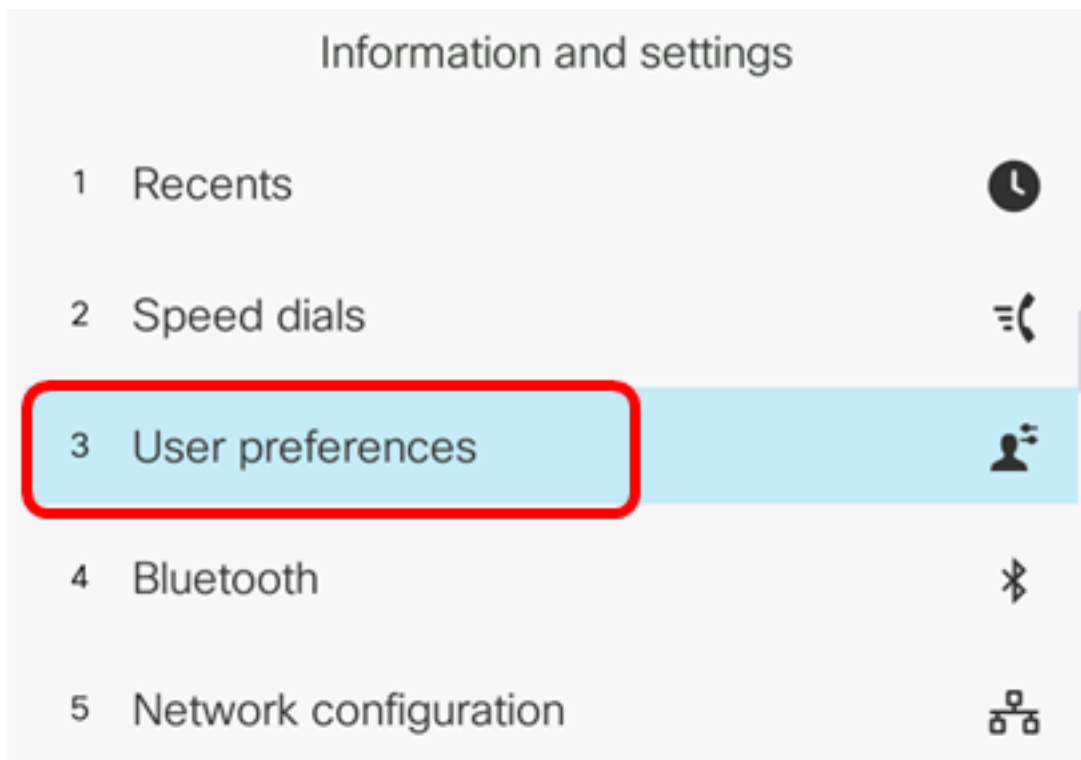 Information and settings
1 Recents
2 Speed dials
3 User preferences
4 Bluetooth
5 Network configuration